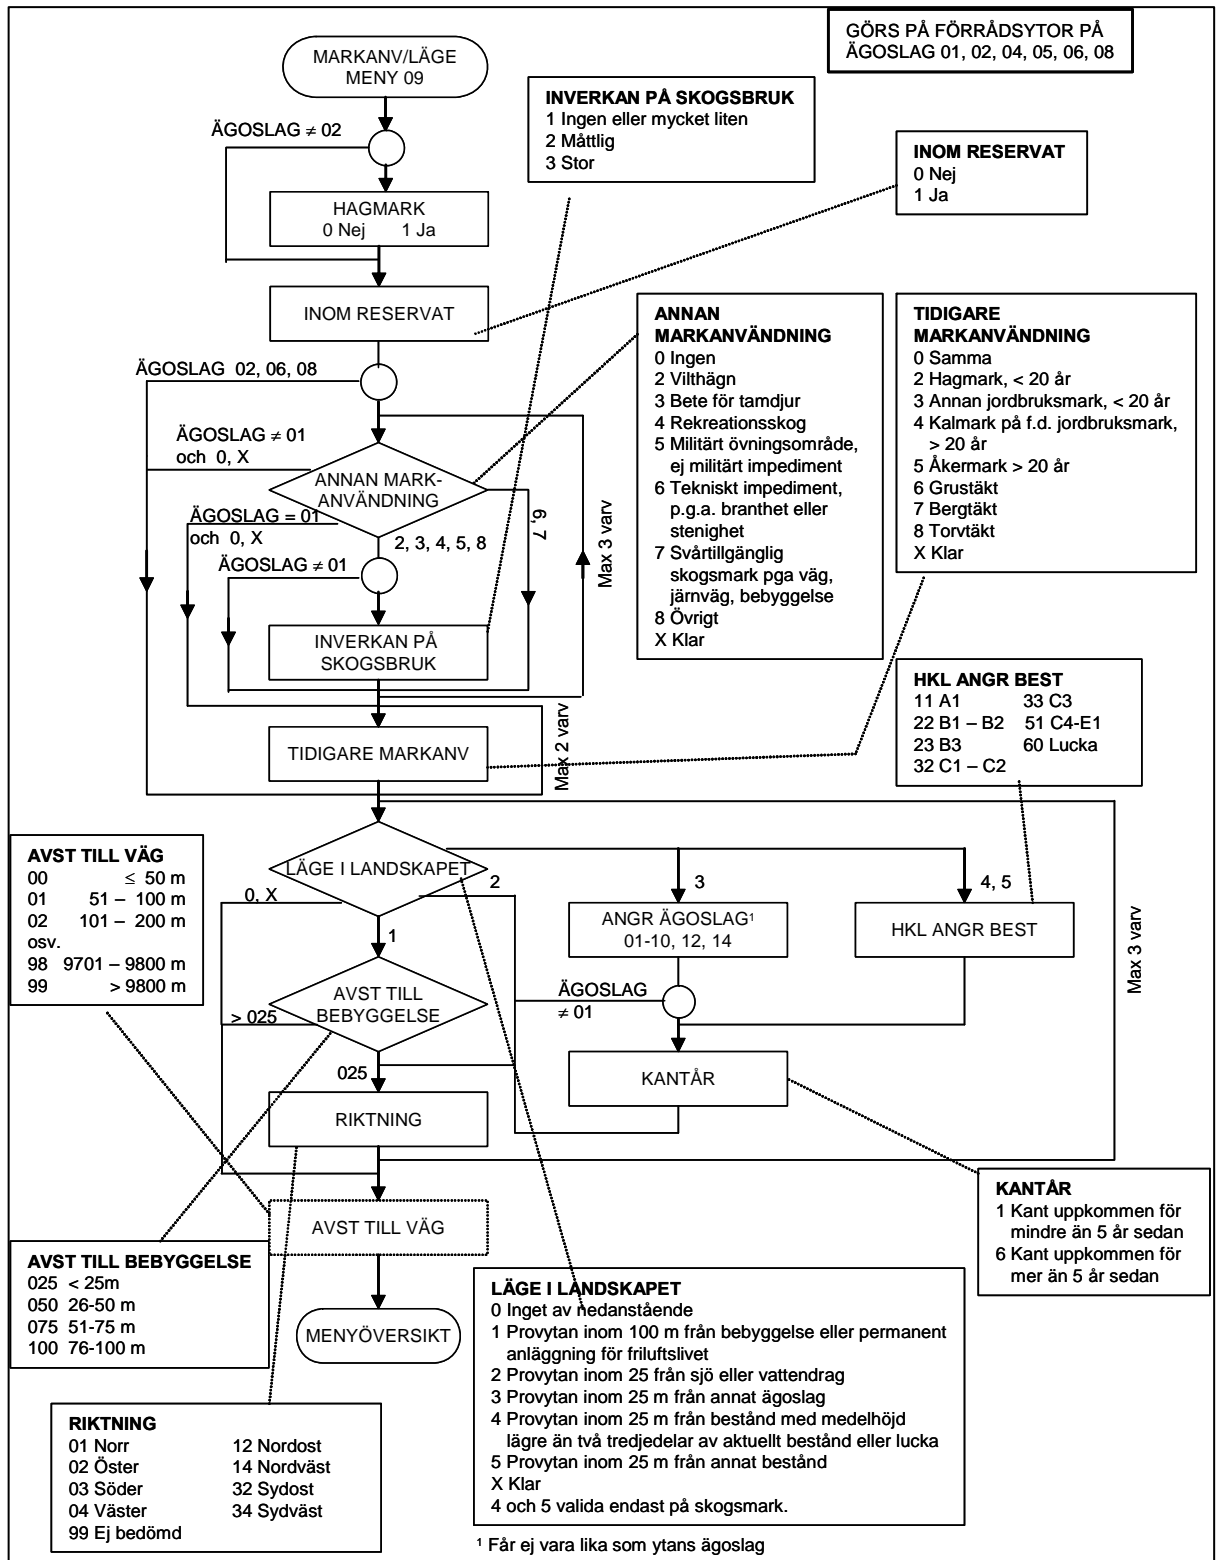 GÖRS PÅ FÖRRÅDSYTOR PÅ
ÄGOSLAG 01, 02, 04, 05, 06, 08
MARKANV/LÄGE
MENY 09
INVERKAN PÅ SKOGSBRUK
1 Ingen eller mycket liten
2 Måttlig
3 Stor
ÄGOSLAG ≠ 02
INOM RESERVAT
0 Nej
1 Ja
HAGMARK
0 Nej 1 Ja
INOM RESERVAT
ANNAN
MARKANVÄNDNING
0 Ingen
2 Vilthägn
3 Bete för tamdjur
4 Rekreationsskog
5 Militärt övningsområde,
ej militärt impediment
6 Tekniskt impediment,
p.g.a. branthet eller
stenighet
7 Svårtillgänglig
skogsmark pga väg,
järnväg, bebyggelse
8 Övrigt
X Klar
TIDIGARE
MARKANVÄNDNING
0 Samma
2 Hagmark, < 20 år
3 Annan jordbruksmark, < 20 år
4 Kalmark på f.d. jordbruksmark,
> 20 år
5 Åkermark > 20 år
6 Grustäkt
7 Bergtäkt
8 Torvtäkt
X Klar
ÄGOSLAG 02, 06, 08
ÄGOSLAG ≠ 01
och 0, X
ANNAN MARK-
ANVÄNDNING
ÄGOSLAG = 01
och 0, X
2, 3, 4, 5, 8
6, 7
Max 3 varv
ÄGOSLAG ≠ 01
INVERKAN PÅ
SKOGSBRUK
HKL ANGR BEST
11 A1 33 C3
22 B1 – B2 51 C4-E1
23 B3 60 Lucka
32 C1 – C2
TIDIGARE MARKANV
Max 2 varv
AVST TILL VÄG
00 ≤ 50 m
01 51 – 100 m
02 101 – 200 m
osv.
98 9701 – 9800 m
99 > 9800 m
LÄGE I LANDSKAPET
0, X
2
3
4, 5
1
ANGR ÄGOSLAG¹
01-10, 12, 14
HKL ANGR BEST
Max 3 varv
AVST TILL
BEBYGGELSE
ÄGOSLAG
≠ 01
> 025
025
KANTÅR
RIKTNING
KANTÅR
1 Kant uppkommen för
mindre än 5 år sedan
6 Kant uppkommen för
mer än 5 år sedan
AVST TILL VÄG
AVST TILL BEBYGGELSE
025 < 25m
050 26-50 m
075 51-75 m
100 76-100 m
MENYÖVERSIKT
LÄGE I LANDSKAPET
0 Inget av nedanstående
1 Provytan inom 100 m från bebyggelse eller permanent
anläggning för friluftslivet
2 Provytan inom 25 från sjö eller vattendrag
3 Provytan inom 25 m från annat ägoslag
4 Provytan inom 25 m från bestånd med medelhöjd
lägre än två tredjedelar av aktuellt bestånd eller lucka
5 Provytan inom 25 m från annat bestånd
X Klar
4 och 5 valida endast på skogsmark.
RIKTNING
01 Norr 12 Nordost
02 Öster 14 Nordväst
03 Söder 32 Sydost
04 Väster 34 Sydväst
99 Ej bedömd
¹ Får ej vara lika som ytans ägoslag